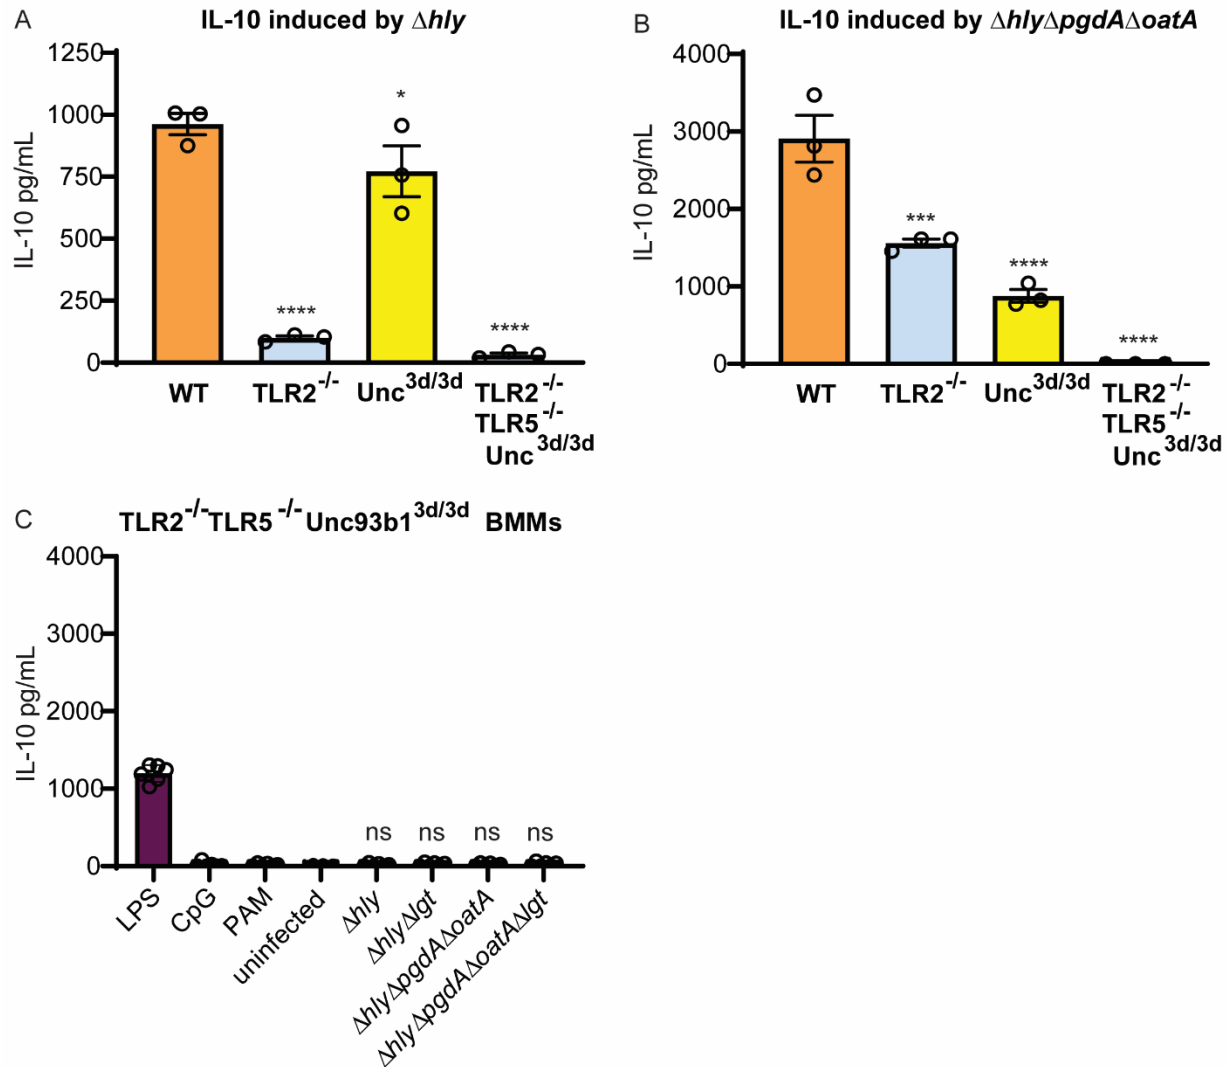 A
IL-10 induced by Δhly
IL-10 pg/mL
1250
1000
750
500
250
0
*
****
****
WT
TLR2-/-
Unc3d/3d
TLR2-/-
TLR5-/-
Unc3d/3d
B
IL-10 induced by ΔhlyΔpgdAΔoatA
IL-10 pg/mL
4000
3000
2000
1000
0
***
****
****
WT
TLR2-/-
Unc3d/3d
TLR2-/-
TLR5-/-
Unc3d/3d
C
TLR2-/-TLR5-/-Unc93b13d/3d BMMs
IL-10 pg/mL
4000
3000
2000
1000
0
ns
ns
ns
ns
LPS
CpG
PAM
uninfected
Δhly
ΔhlyΔlgt
ΔhlyΔpgdAΔoatA
ΔhlyΔpgdAΔoatAΔlgt